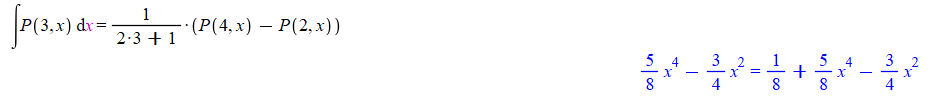 ∫P(3,x) dx = 1/(2·3 + 1) · (P(4,x) − P(2,x))
5/8 x^4 − 3/4 x^2 = 1/8 + 5/8 x^4 − 3/4 x^2